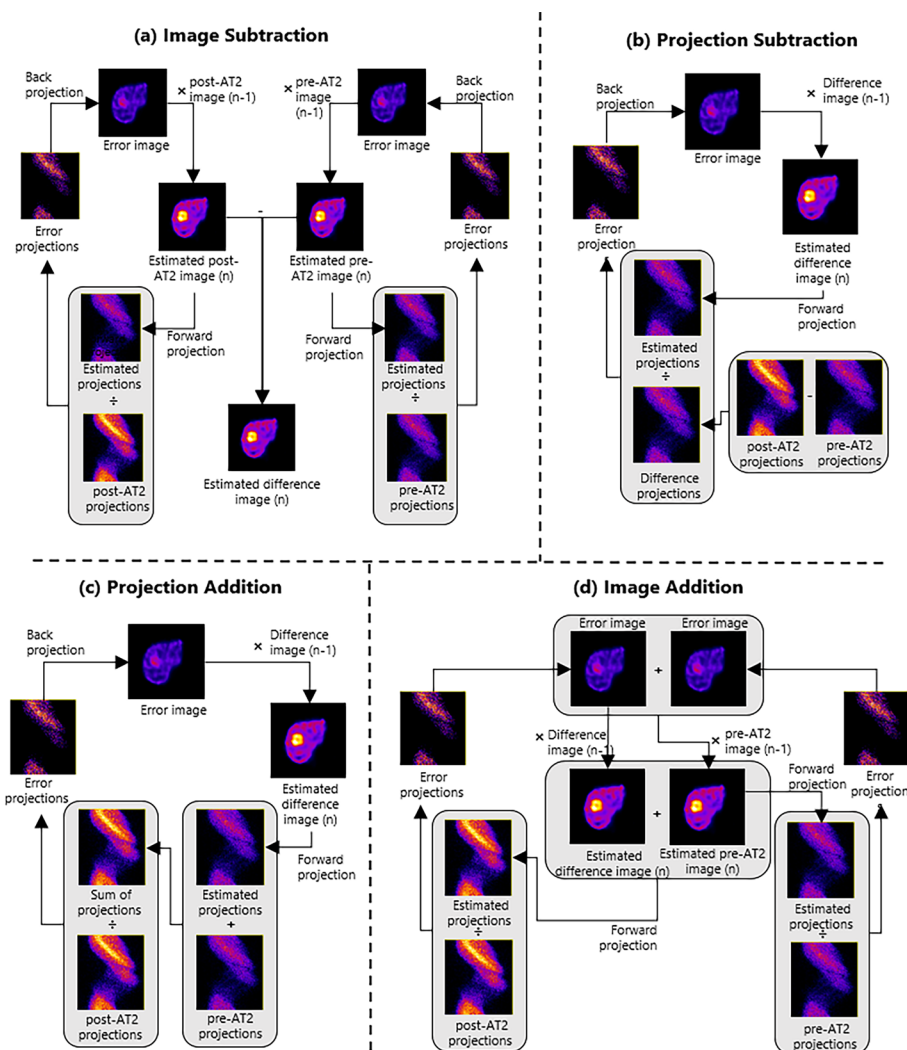 (a) Image Subtraction
Back
projection
× post-AT2
image (n-1)
Error image
× pre-AT2
image
(n-1)
Back
projection
Error image
Error
projections
Error
projections
Estimated post-
AT2 image (n)
-
Estimated pre-
AT2 image (n)
Forward
projection
Forward
projection
Estimated
projections
÷
post-AT2
projections
Estimated
projections
÷
pre-AT2
projections
Estimated difference
image (n)
(b) Projection Subtraction
Back
projection
× Difference
image (n-1)
Error image
Error
projection
Estimated
difference
image (n)
Forward
projection
Estimated
projections
÷
Difference
projections
-
post-AT2
projections
pre-AT2
projections
(c) Projection Addition
Back
projection
× Difference
image (n-1)
Error image
Error
projections
Estimated
difference
image (n)
Forward
projection
Sum of
projections
÷
post-AT2
projections
Estimated
projections
+
pre-AT2
projections
(d) Image Addition
Error image
Error image
+
× Difference
image (n-1)
× pre-AT2
image (n-1)
Error
projections
Forward
projection
Error
projection
+
Estimated
difference image (n)
Estimated pre-AT2
image (n)
Forward
projection
Estimated
projections
÷
post-AT2
projections
Estimated
projections
÷
pre-AT2
projections